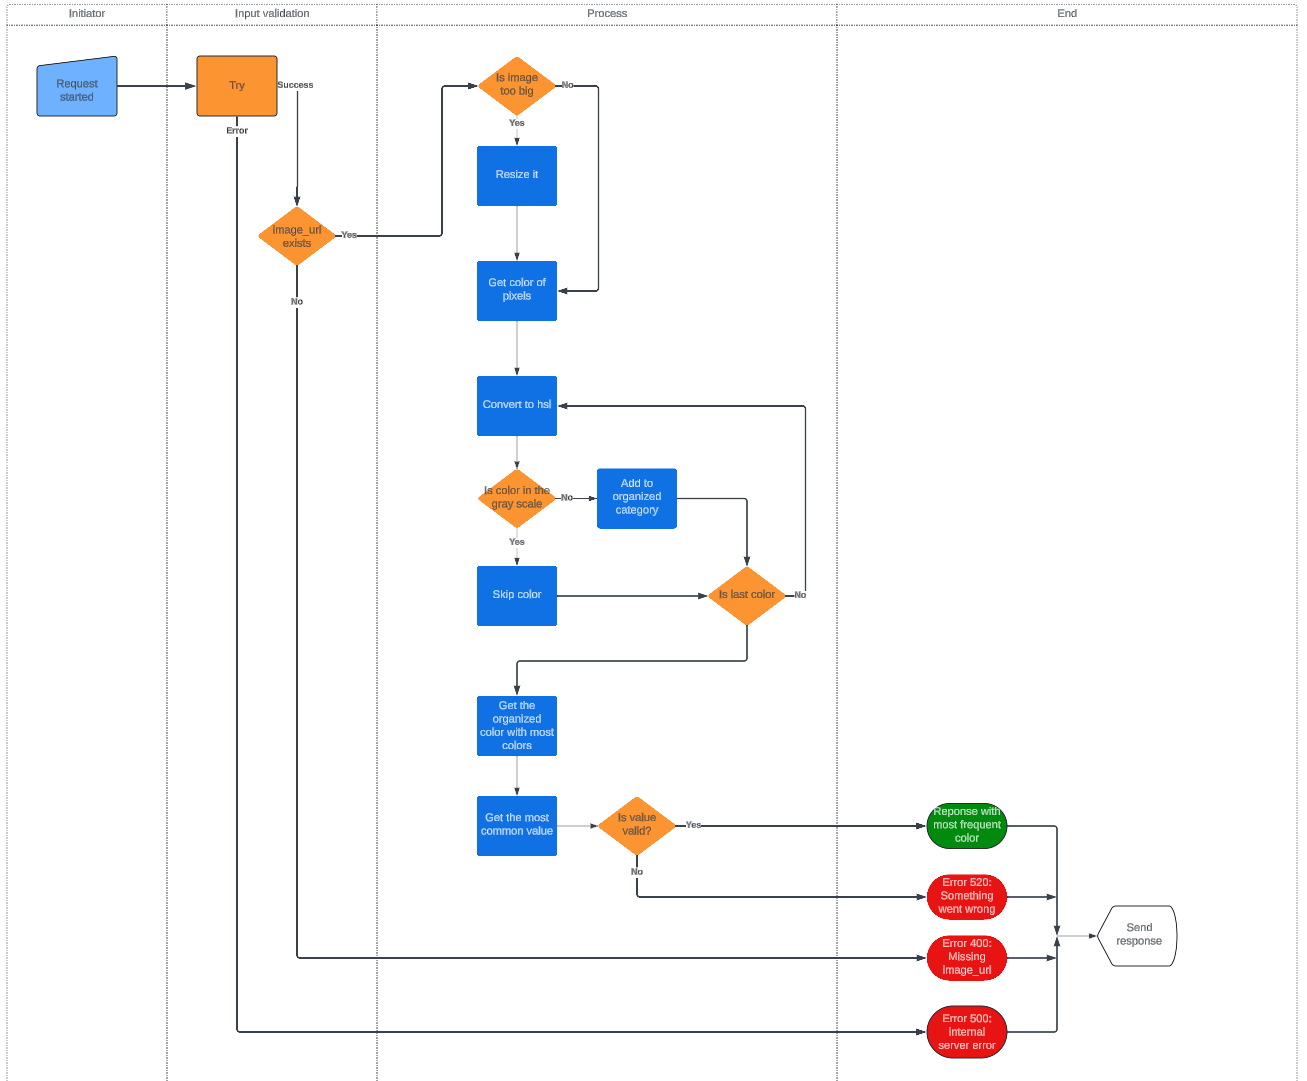 Initiator
Input validation
Process
End
Request
started
Try
Success
Error
Is image
too big
No
Yes
Resize it
image_url
exists
Yes
No
Get color of
pixels
Convert to hsl
Is color in the
gray scale
No
Yes
Add to
organized
category
Skip color
Is last color
No
Get the
organized
color with most
colors
Get the most
common value
Is value
valid?
Yes
No
Reponse with
most frequent
color
Error 520:
Something
went wrong
Error 400:
Missing
image_url
Error 500:
internal
server error
Send
response